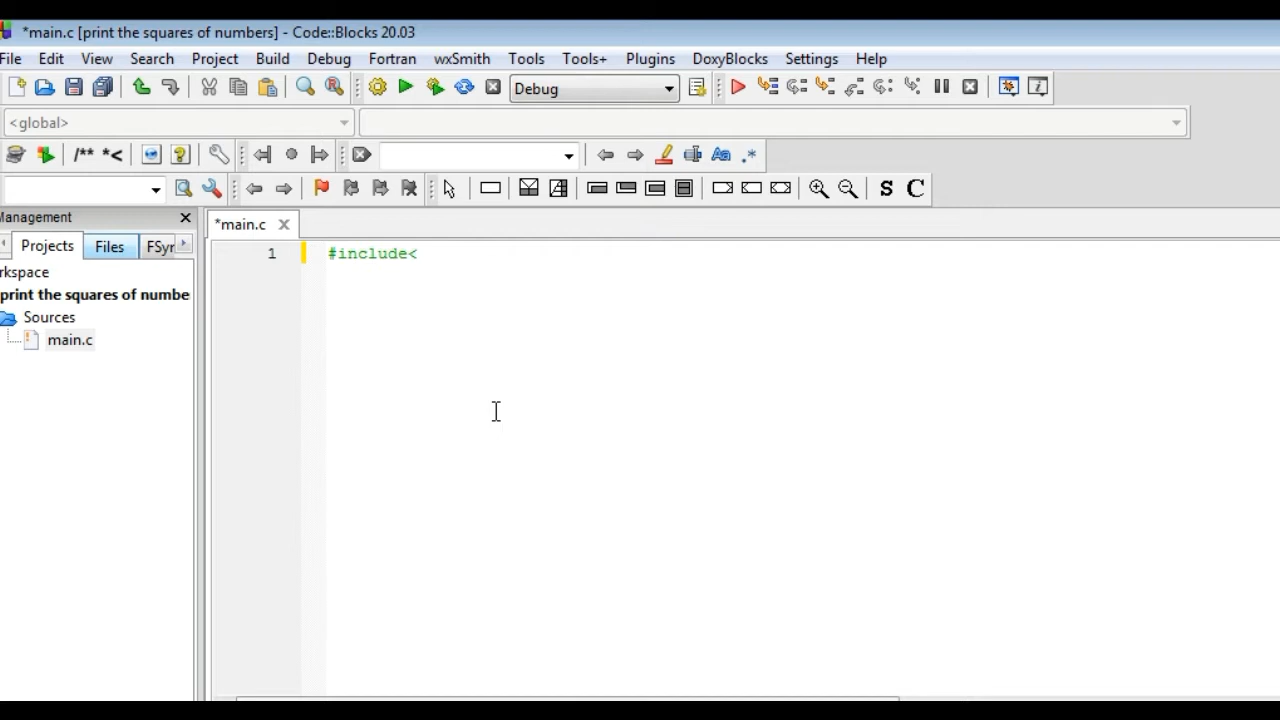 *main.c [print the squares of numbers] - Code::Blocks 20.03
File Edit View Search Project Build Debug Fortran wxSmith Tools Tools+ Plugins DoxyBlocks Settings Help
Debug
<global>
/** *<
Aa .*
S C
Management
*main.c
Projects Files FSyr
1 #include<
rkspace
print the squares of numbe
Sources
main.c